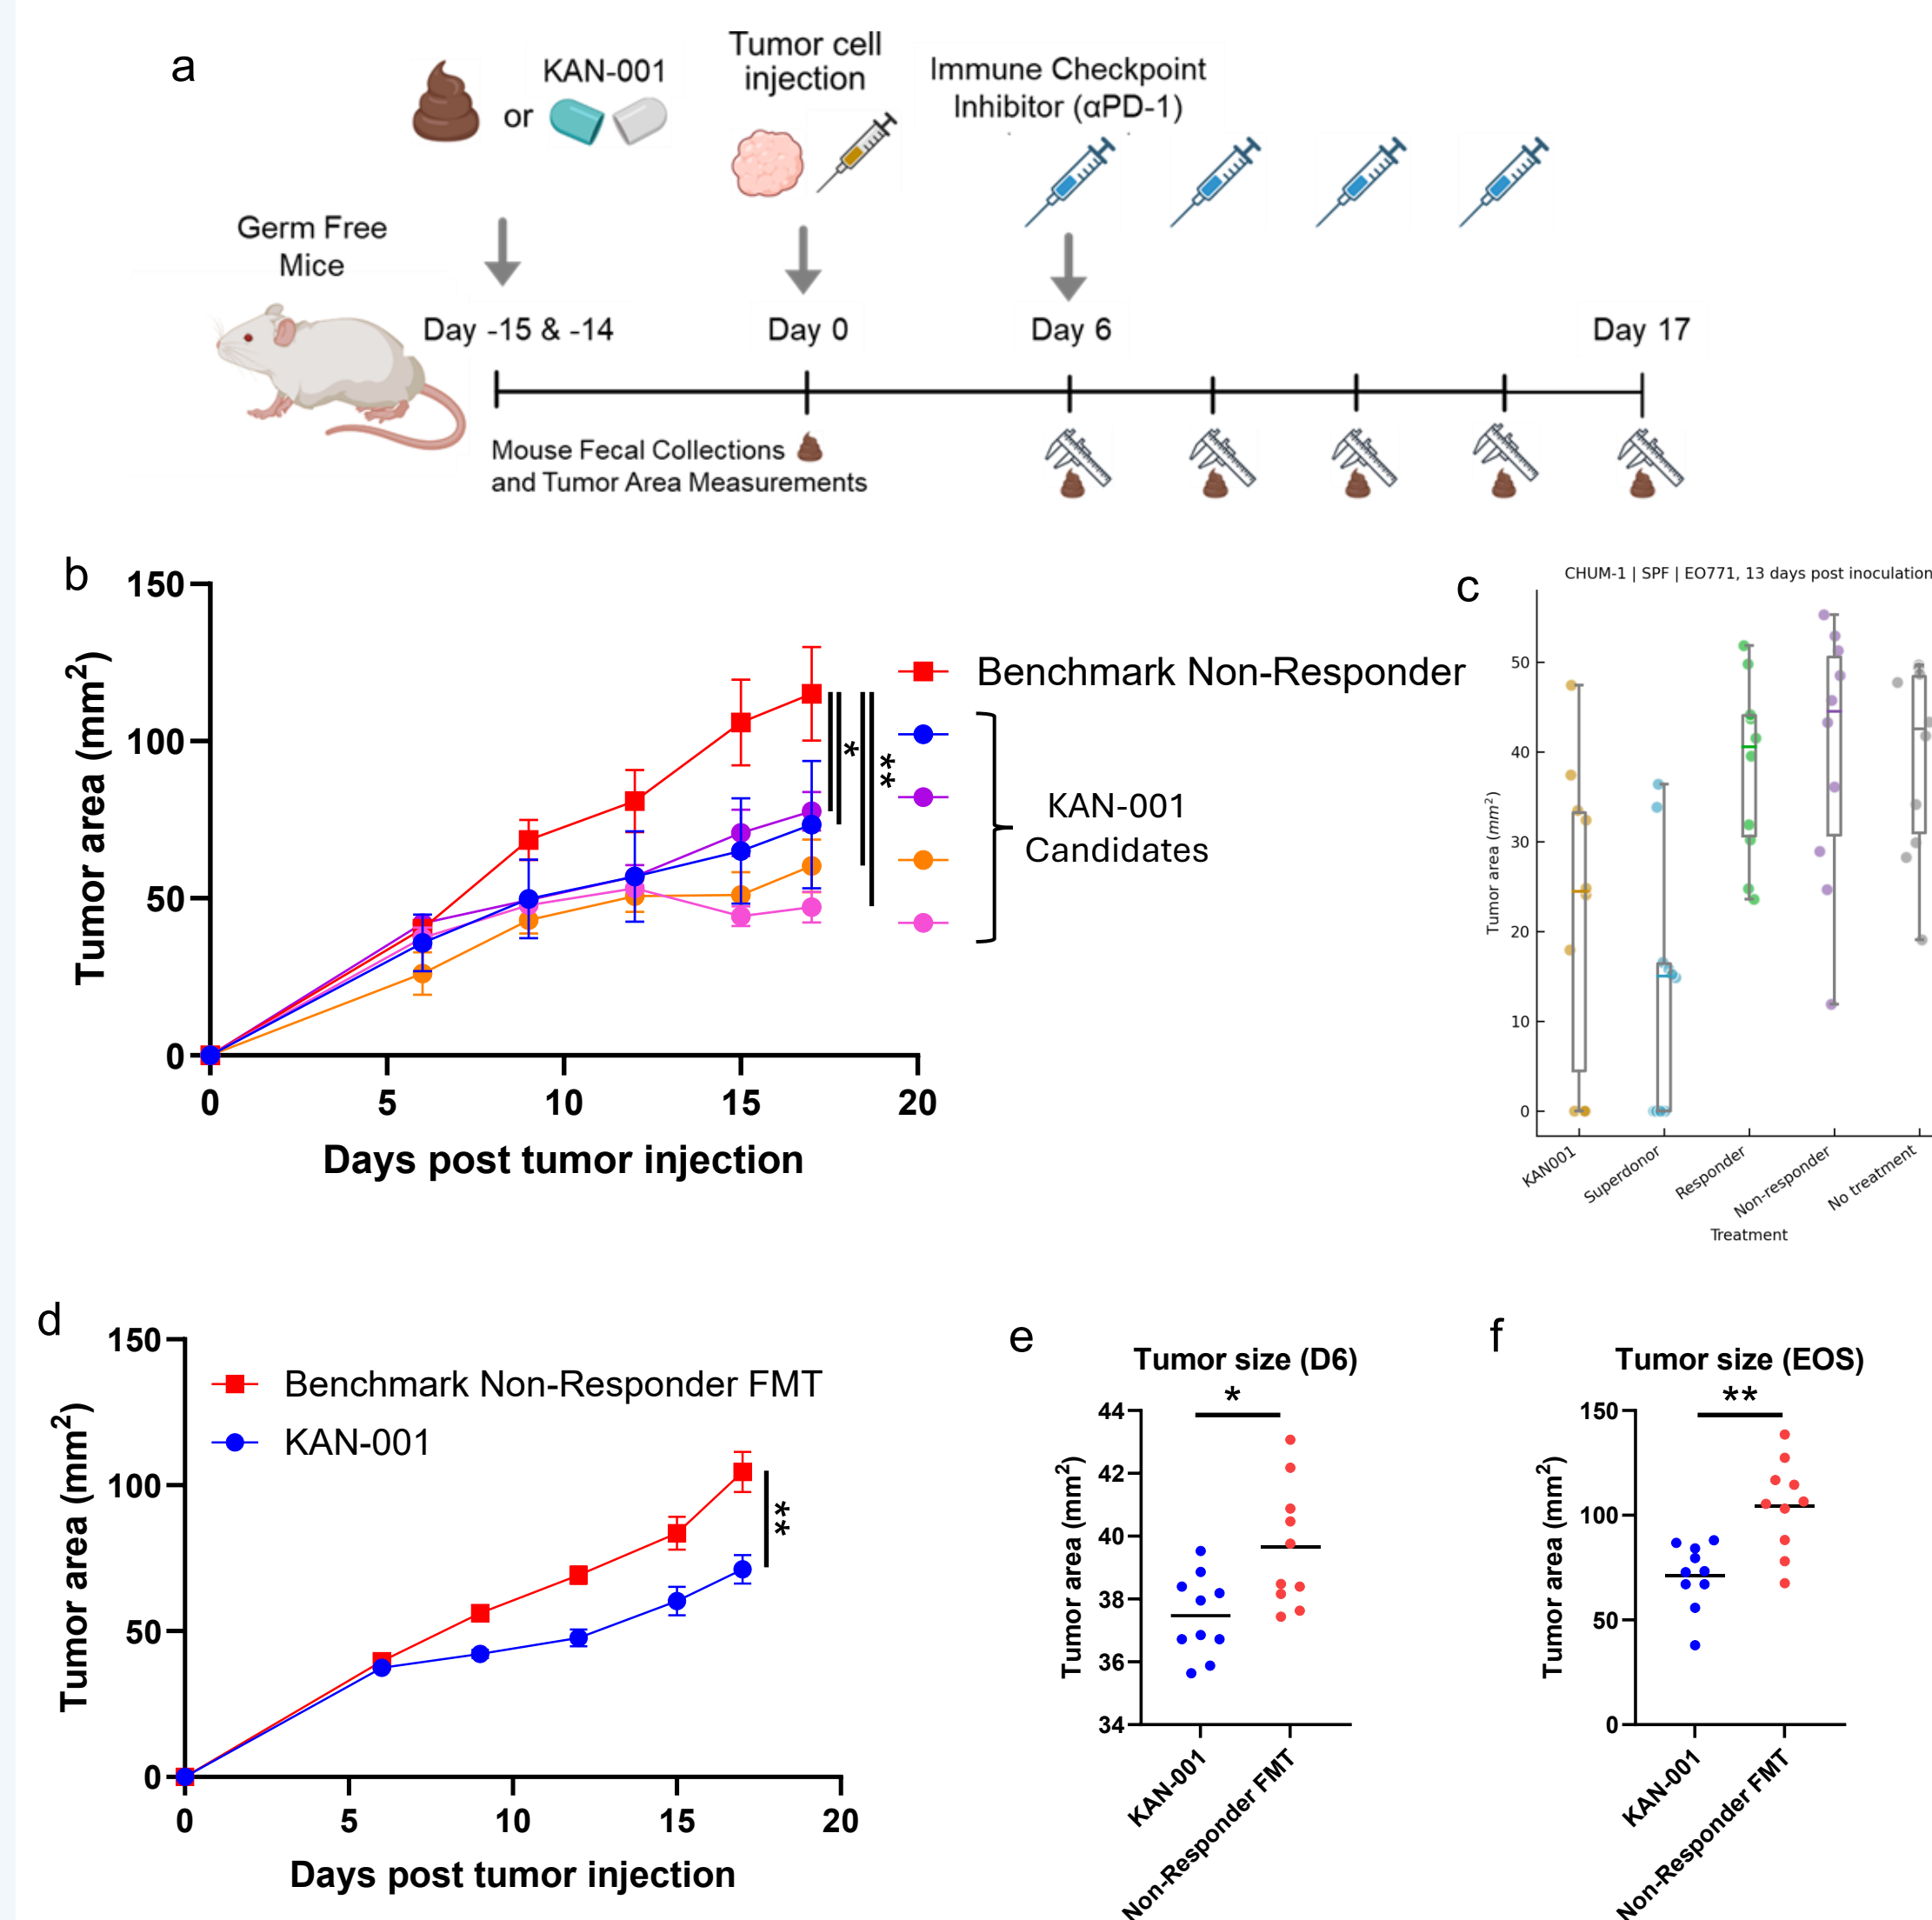 a
KAN-001
or
Tumor cell
injection
Immune Checkpoint
Inhibitor (αPD-1)
Germ Free
Mice
Day -15 & -14
Day 0
Day 6
Day 17
Mouse Fecal Collections
and Tumor Area Measurements
b
150
100
50
0
0 5 10 15 20
Tumor area (mm²)
Days post tumor injection
*
**
Benchmark Non-Responder
KAN-001
Candidates
c
CHUM-1 | SPF | EO771, 13 days post inoculation
50
40
30
20
10
0
Tumor area (mm²)
KAN001
Superdonor
Responder
Non-responder
No treatment
Treatment
d
150
100
50
0
0 5 10 15 20
Tumor area (mm²)
Days post tumor injection
Benchmark Non-Responder FMT
KAN-001
**
e
Tumor size (D6)
*
44
42
40
38
36
34
Tumor area (mm²)
KAN-001
Non-Responder FMT
f
Tumor size (EOS)
**
150
100
50
0
Tumor area (mm²)
KAN-001
Non-Responder FMT